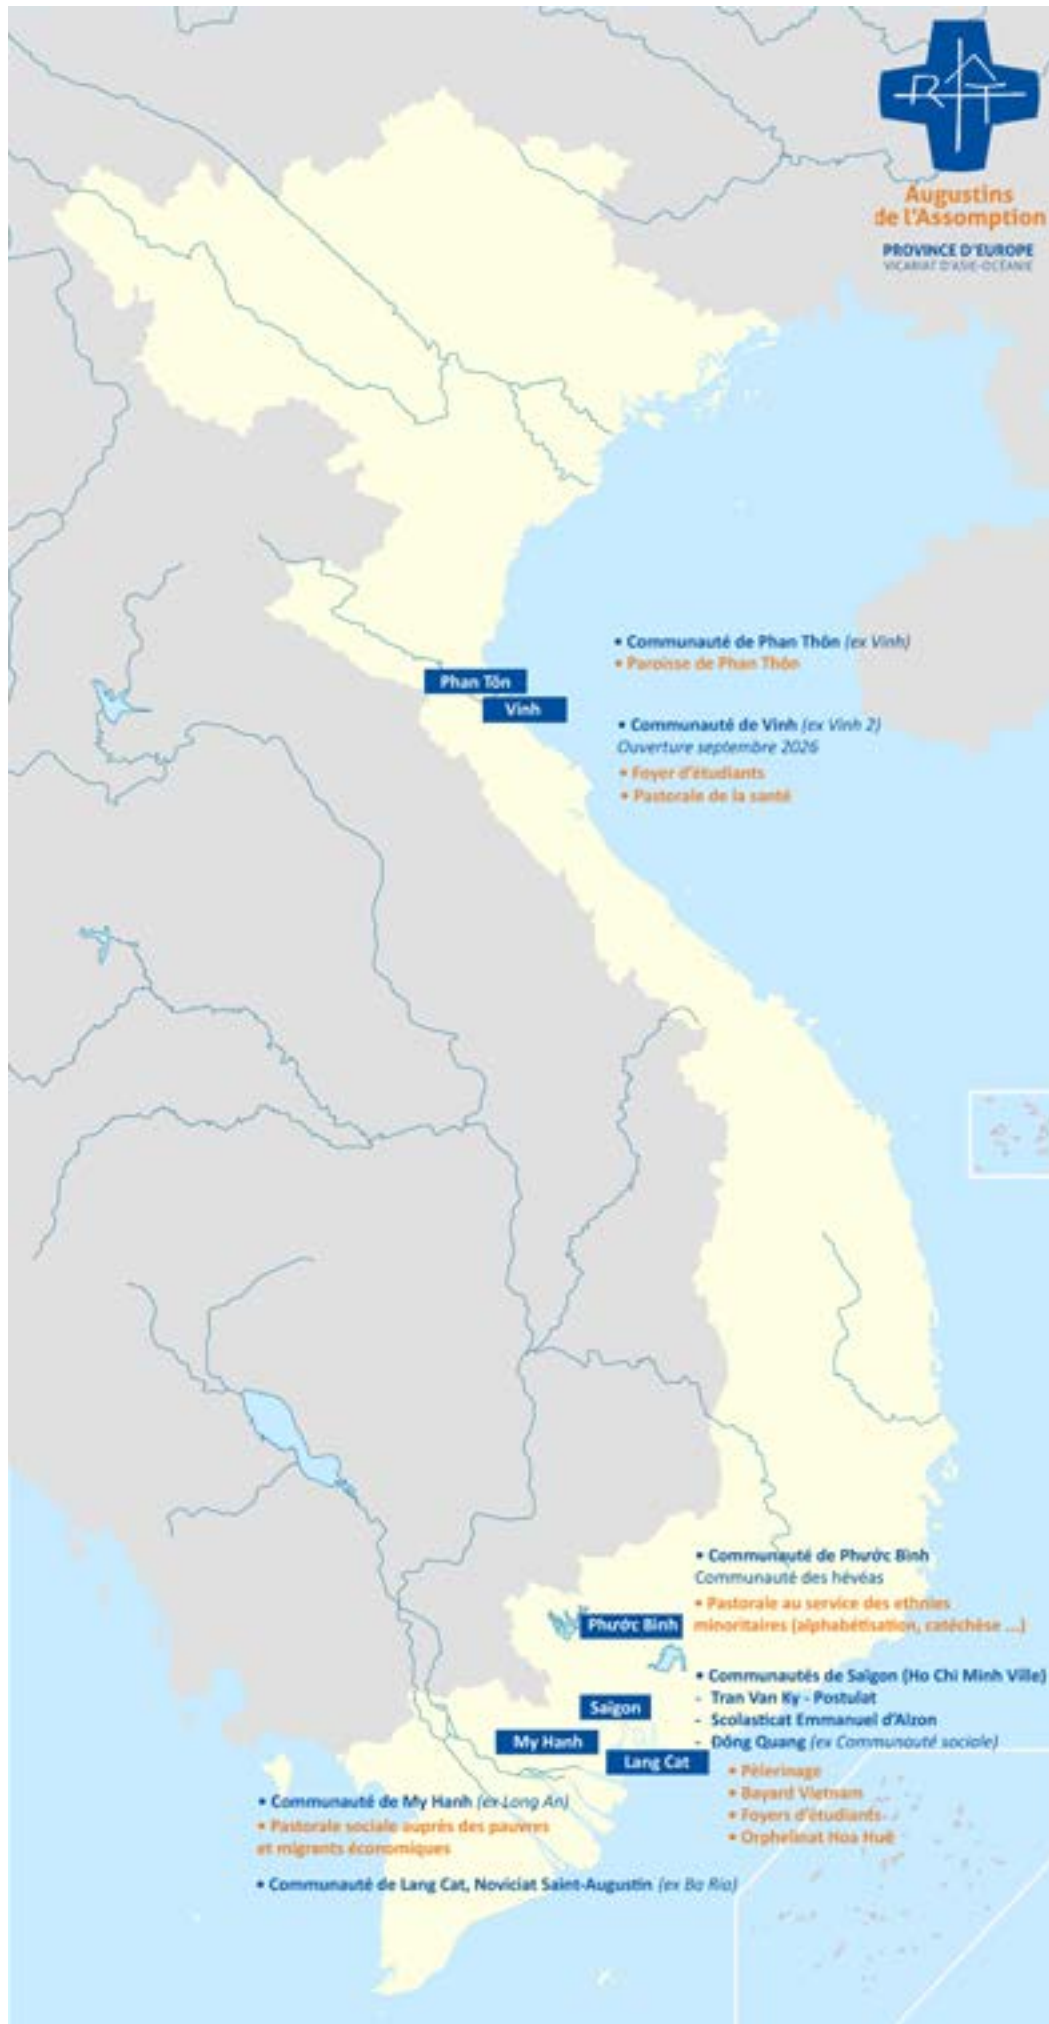 RAT
Augustins
de l'Assomption
PROVINCE D'EUROPE
VICARIAT D'ASIE-OCÉANIE
• Communauté de Phan Thôn (ex Vinh)
• Paroisse de Phan Thôn
Phan Tôn
Vinh
• Communauté de Vinh (ex Vinh 2)
Ouverture septembre 2026
• Foyer d'étudiants
• Pastorale de la santé
• Communauté de Phước Bình
Communauté des hévéas
• Pastorale au service des ethnies
minoritaires (alphabétisation, catéchèse ...)
Phước Bình
• Communautés de Saïgon (Ho Chi Minh Ville)
- Tran Van Ky - Postulat
- Scolasticat Emmanuel d'Alzon
- Đông Quang (ex Communauté sociale)
• Pèlerinage
• Bayard Vietnam
• Foyers d'étudiants
• Orphelinat Hoa Huê
Saïgon
My Hanh
Lang Cat
• Communauté de My Hanh (ex Long An)
• Pastorale sociale auprès des pauvres
et migrants économiques
• Communauté de Lang Cat, Noviciat Saint-Augustin (ex Ba Ria)